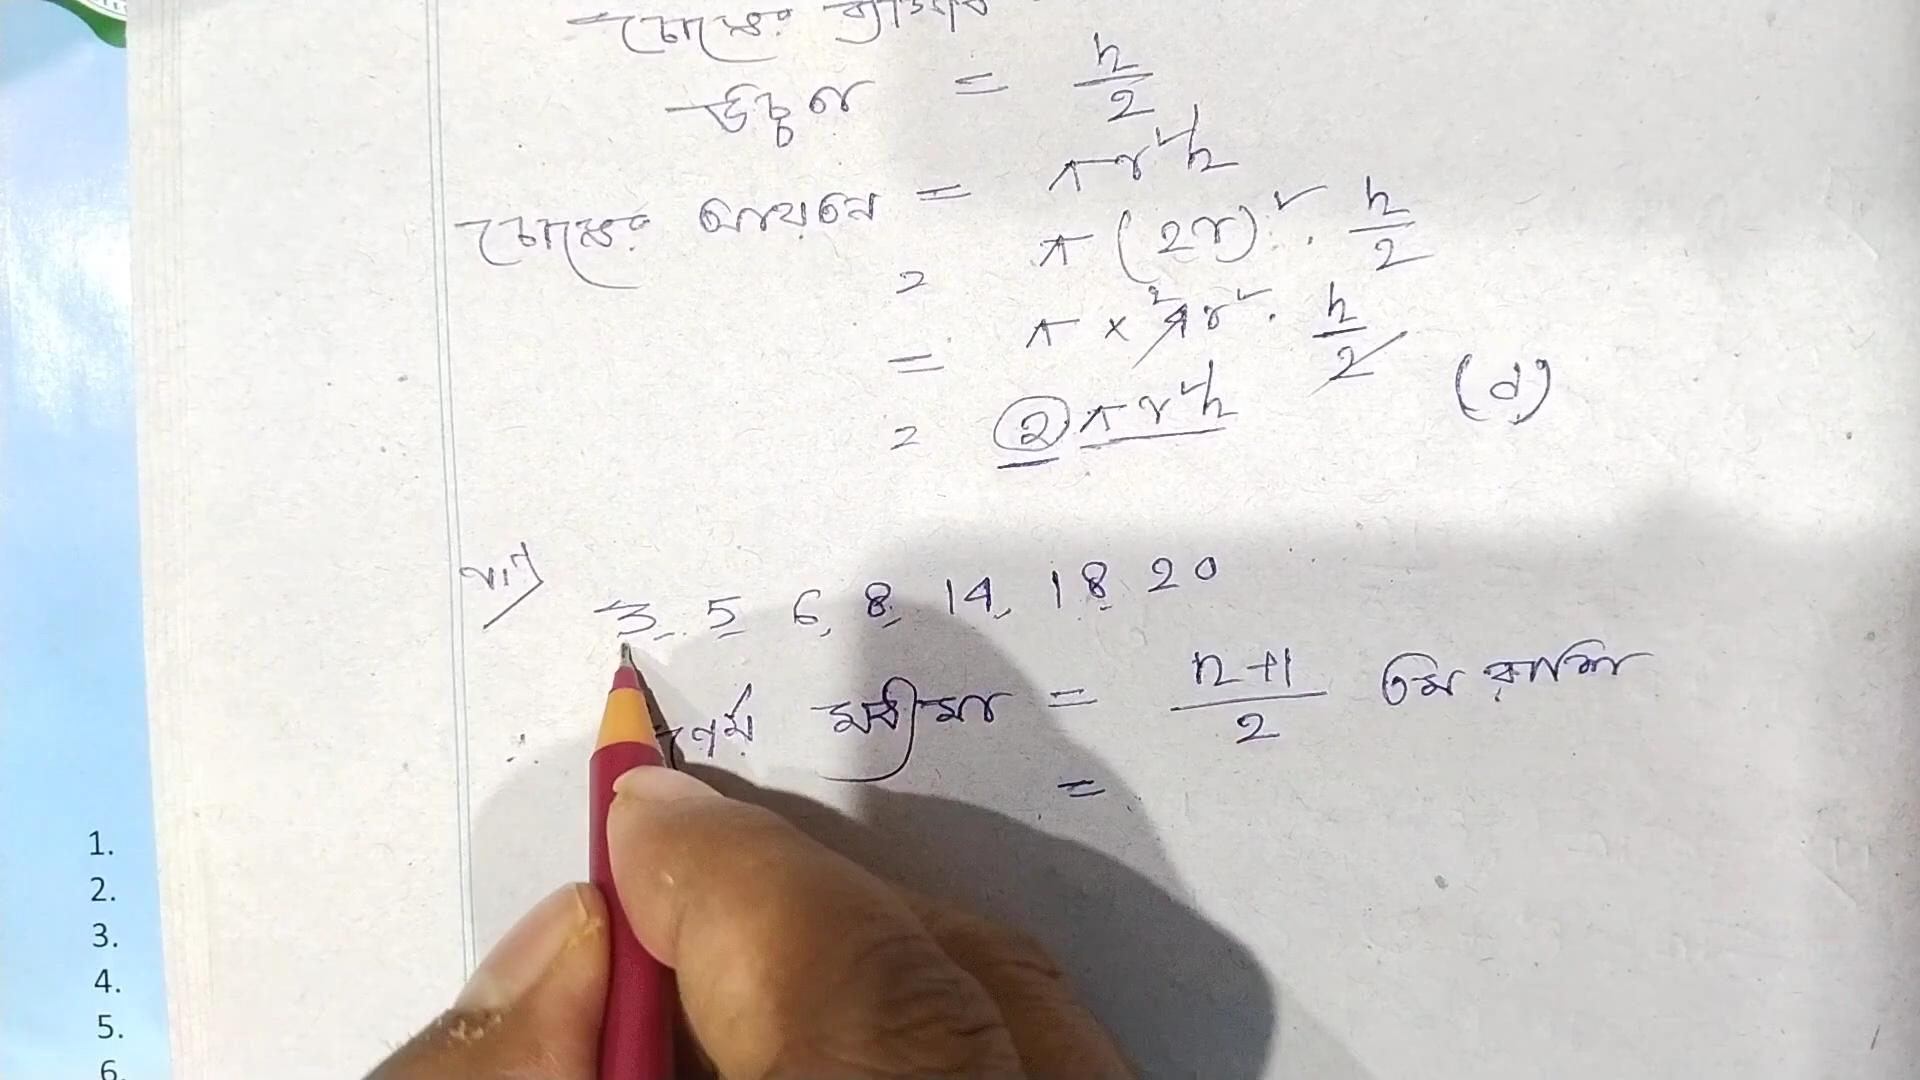 চোঙের
উচ্চতা = h/2
চোঙের আয়তন = πr²h
= π(2r)² · h/2
= π × 4r² · h/2 2
= 2πr²h (d)
3, 5, 6, 8, 14, 18, 20
মধ্যমা = n+1/2 তম রাশি
=
1.
2.
3.
4.
5.
6.